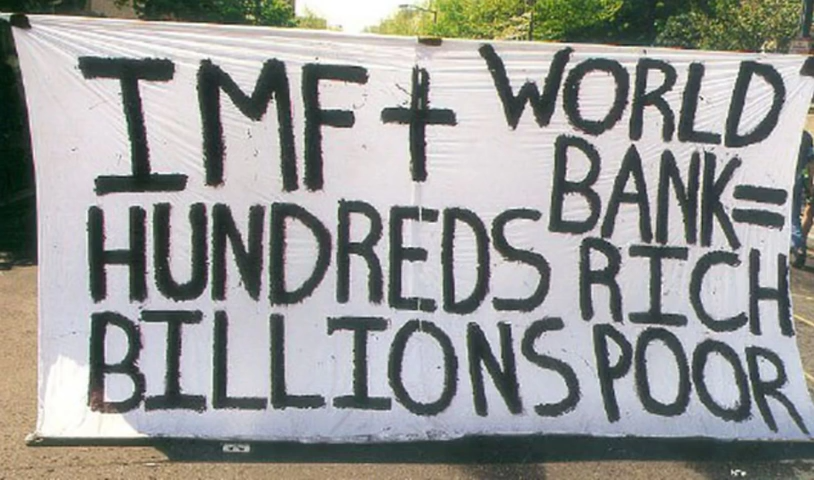 IMF + WORLD
BANK =
HUNDREDS RICH
BILLIONS POOR